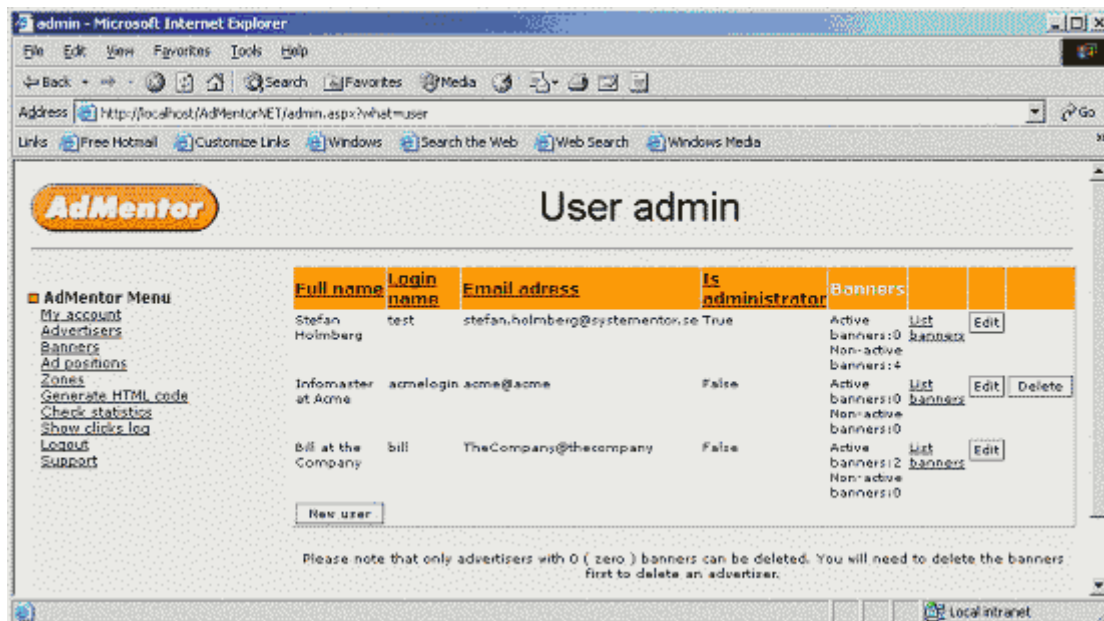 admin - Microsoft Internet Explorer
File Edit View Favorites Tools Help
Back Search Favorites Media
Address http://localhost/AdMentorNET/admin.aspx?what=user Go
Links Free Hotmail Customize Links Windows Search the Web Web Search Windows Media
AdMentor
User admin
AdMentor Menu
My account
Advertisers
Banners
Ad positions
Zones
Generate HTML code
Check statistics
Show clicks log
Logout
Support
Full name Login name Email adress Is administrator Banners
Stefan test stefan.holmberg@systementor.se True Active List Edit
Holmberg banners:0 banners
Non-active
banners:4
Infomaster acmelogin acme@acme False Active List Edit Delete
at Acme banners:0 banners
Non-active
banners:0
Bill at the bill TheCompany@thecompany False Active List Edit
Company banners:2 banners
Non-active
banners:0
New user
Please note that only advertisers with 0 ( zero ) banners can be deleted. You will need to delete the banners
first to delete an advertizer.
Local intranet